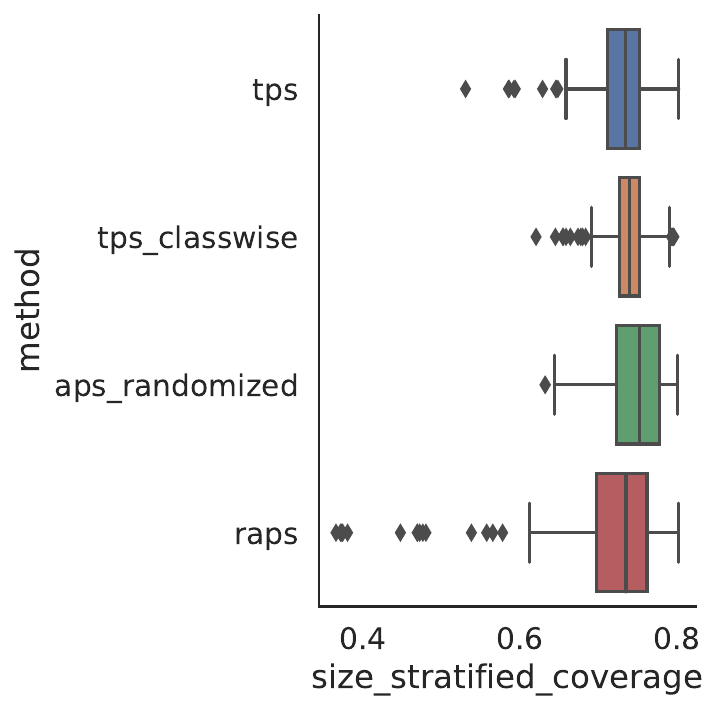 tps
tps_classwise
method
aps_randomized
raps
0.4 0.6 0.8
size_stratified_coverage